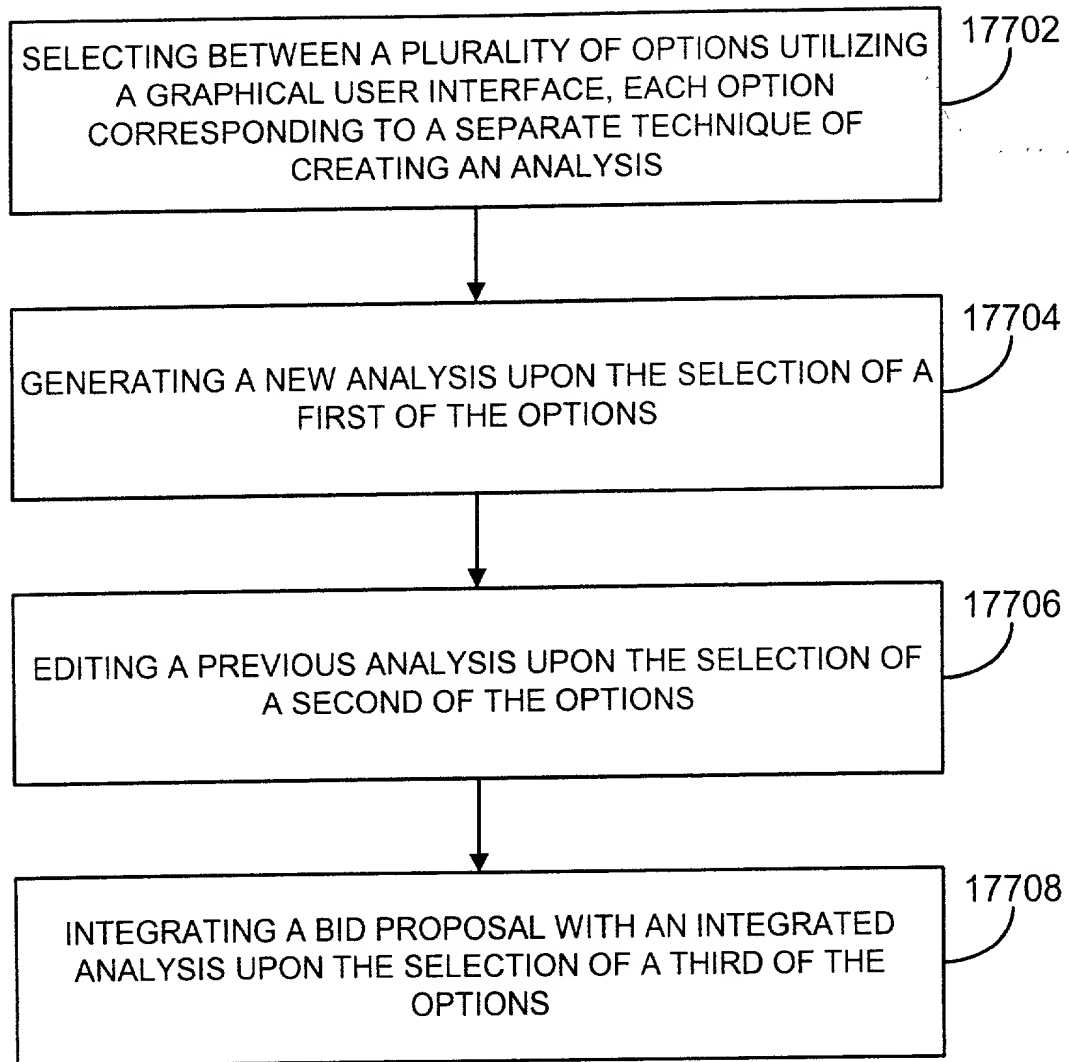 17702
SELECTING BETWEEN A PLURALITY OF OPTIONS UTILIZING
A GRAPHICAL USER INTERFACE, EACH OPTION
CORRESPONDING TO A SEPARATE TECHNIQUE OF
CREATING AN ANALYSIS
17704
GENERATING A NEW ANALYSIS UPON THE SELECTION OF A
FIRST OF THE OPTIONS
17706
EDITING A PREVIOUS ANALYSIS UPON THE SELECTION OF
A SECOND OF THE OPTIONS
17708
INTEGRATING A BID PROPOSAL WITH AN INTEGRATED
ANALYSIS UPON THE SELECTION OF A THIRD OF THE
OPTIONS